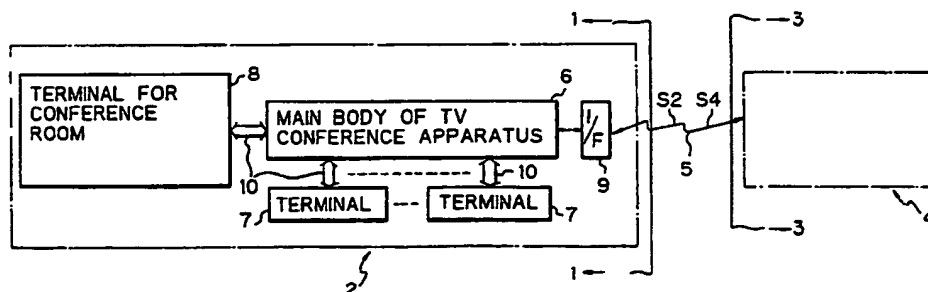 1
3
8
TERMINAL FOR
CONFERENCE
ROOM
6
MAIN BODY OF TV
CONFERENCE APPARATUS
I/F
9
S2
S4
5
10
10
TERMINAL
7
TERMINAL
7
2
1
3
4